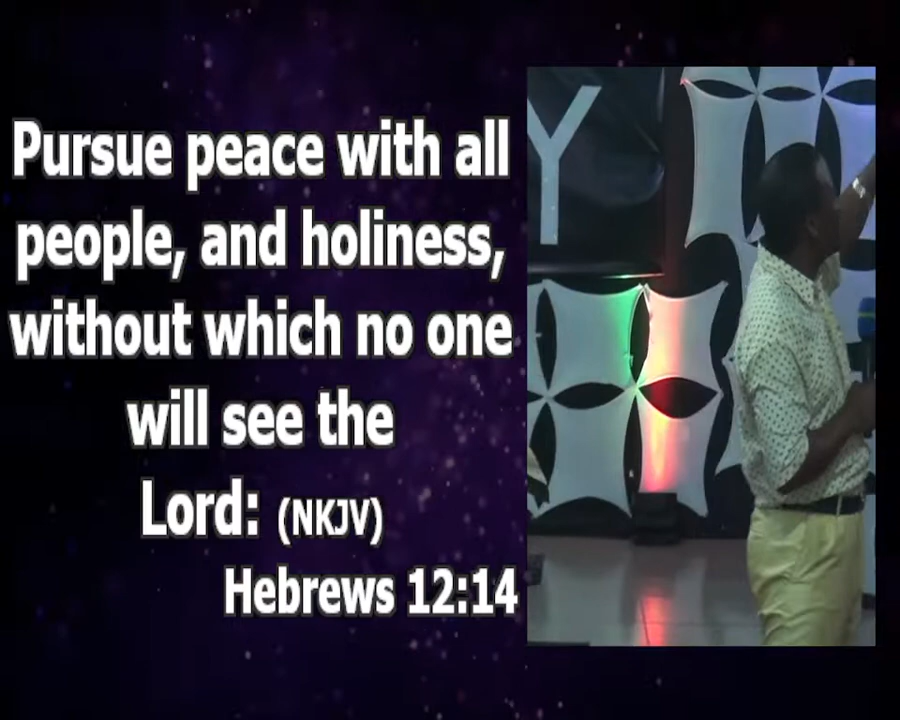 Pursue peace with all
people, and holiness,
without which no one
will see the
Lord: (NKJV)
Hebrews 12:14
Y